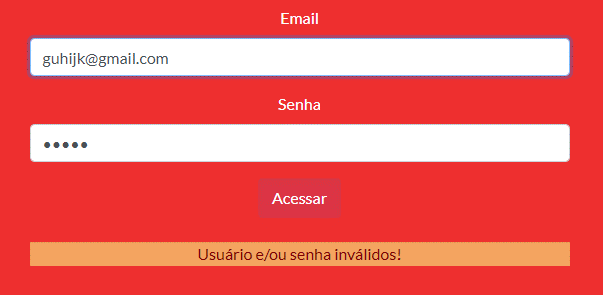 Email
guhijk@gmail.com
Senha
•••••
Acessar
Usuário e/ou senha inválidos!